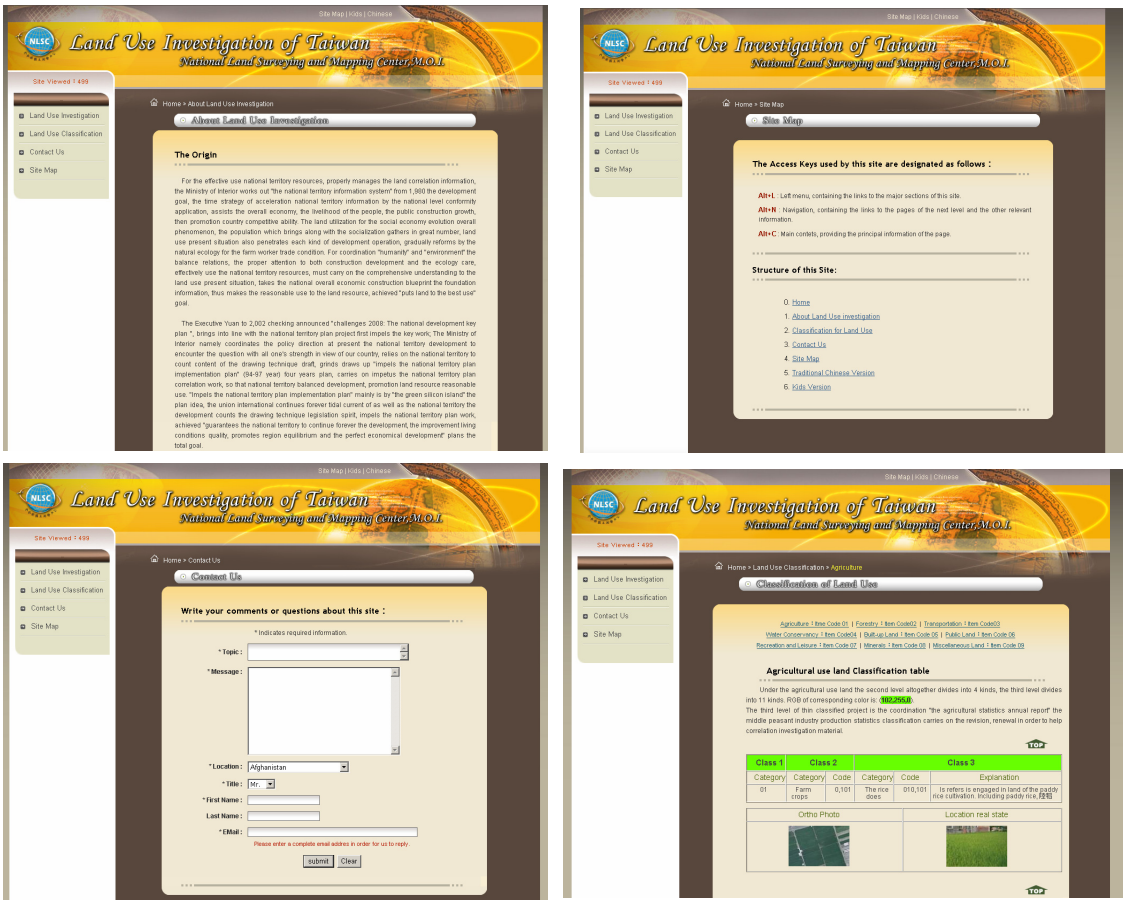 Site Map | Kids | Chinese
NLSC
Land Use Investigation of Taiwan
National Land Surveying and Mapping Center,M.O.I.
Site Viewed : 499
Land Use Investigation
Land Use Classification
Contact Us
Site Map
Home > About Land Use Investigation
About Land Use Investigation
The Origin
For the effective use national territory resources, properly manages the land correlation information,
the Ministry of Interior works out "the national territory information system" from 1,980 the development
goal, the time strategy of acceleration national territory information by the national level conformity
application, assists the overall economy, the livelihood of the people, the public construction growth,
then promotion country competitive ability. The land utilization for the social economy evolution overall
phenomenon, the population which brings along with the socialization gathers in great number, land
use present situation also penetrates each kind of development operation, gradually reforms by the
natural ecology for the farm worker trade condition. For coordination "humanity" and "environment" the
balance relations, the proper attention to both construction development and the ecology care,
effectively use the national territory resources, must carry on the comprehensive understanding to the
land use present situation, takes the national overall economic construction blueprint the foundation
information, thus makes the reasonable use to the land resource, achieved "puts land to the best use"
goal.
The Executive Yuan to 2,002 checking announced "challenges 2008: The national development key
plan ", brings into line with the national territory plan project first impels the key work; The Ministry of
Interior namely coordinates the policy direction at present the national territory development to
encounter the question with all one's strength in view of our country, relies on the national territory to
count content of the drawing technique draft, grinds draws up "impels the national territory plan
implementation plan" (94-97 year) four years plan, carries on impetus the national territory plan
correlation work, so that national territory balanced development, promotion land resource reasonable
use. "Impels the national territory plan implementation plan" mainly is by "the green silicon island" the
plan idea, the union international continues forever tidal current of as well as the national territory the
development counts the drawing technique legislation spirit, impels the national territory plan work,
achieved "guarantees the national territory to continue forever the development, the improvement living
conditions quality, promotes region equilibrium and the perfect economical development" plans the
total goal.
Site Map | Kids | Chinese
NLSC
Land Use Investigation of Taiwan
National Land Surveying and Mapping Center,M.O.I.
Site Viewed : 499
Land Use Investigation
Land Use Classification
Contact Us
Site Map
Home > Site Map
Site Map
The Access Keys used by this site are designated as follows :
Alt+L : Left menu, containing the links to the major sections of this site.
Alt+N : Navigation, containing the links to the pages of the next level and the other relevant
information.
Alt+C : Main contets, providing the principal information of the page.
Structure of this Site:
0. Home
1. About Land Use investigation
2. Classification for Land Use
3. Contact Us
4. Site Map
5. Traditional Chinese Version
6. Kids Version
Site Map | Kids | Chinese
NLSC
Land Use Investigation of Taiwan
National Land Surveying and Mapping Center,M.O.I.
Site Viewed : 499
Land Use Investigation
Land Use Classification
Contact Us
Site Map
Home > Contact Us
Contact Us
Write your comments or questions about this site :
* Indicates required information.
* Topic :
* Message :
* Location : Afghanistan
* Title : Mr.
* First Name :
Last Name :
* EMail :
Please enter a complete email addres in order for us to reply.
submit Clear
Site Map | Kids | Chinese
NLSC
Land Use Investigation of Taiwan
National Land Surveying and Mapping Center,M.O.I.
Site Viewed : 499
Land Use Investigation
Land Use Classification
Contact Us
Site Map
Home > Land Use Classification > Agriculture
Classification of Land Use
Agriculture : Itme Code 01 | Forestry : Item Code02 | Transportation : Item Code03
Water Conservancy : Item Code04 | Built-up Land : Item Code 05 | Public Land : Item Code 06
Recreation and Leisure : Item Code 07 | Minerals : Item Code 08 | Miscellaneous Land : Item Code 09
Agricultural use land Classification table
Under the agricultural use land the second level altogether divides into 4 kinds, the third level divides
into 11 kinds. RGB of corresponding color is: (102,255,0).
The third level of thin classified project is the coordination "the agricultural statistics annual report" the
middle peasant industry production statistics classification carries on the revision, renewal in order to help
correlation investigation material.
TOP
Class 1 Class 2 Class 3
Category Category Code Category Code Explanation
01 Farm crops 0,101 The rice does 010,101 Is refers is engaged in land of the paddy
rice cultivation. Including paddy rice,
Ortho Photo Location real state
TOP